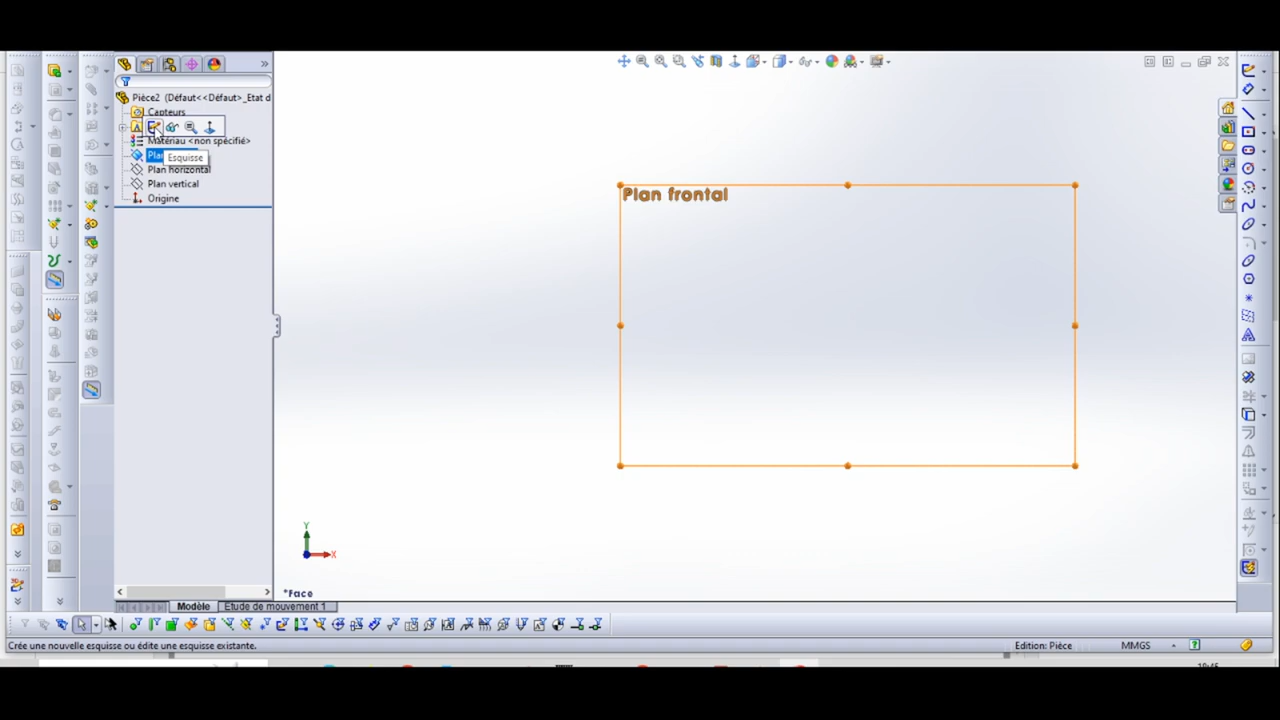 Pièce2 (Défaut<<Défaut>_Etat d
Capteurs
Matériau <non spécifié>
Plan
Esquisse
Plan horizontal
Plan vertical
Origine
Plan frontal
Y
X
*Face
Modèle
Etude de mouvement 1
Crée une nouvelle esquisse ou édite une esquisse existante.
Edition: Pièce
MMGS